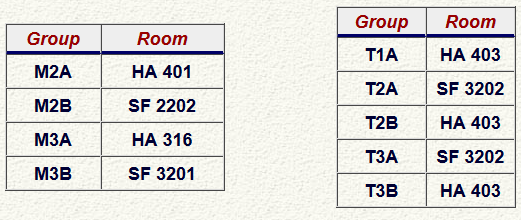 Group Room
M2A HA 401
M2B SF 2202
M3A HA 316
M3B SF 3201
Group Room
T1A HA 403
T2A SF 3202
T2B HA 403
T3A SF 3202
T3B HA 403